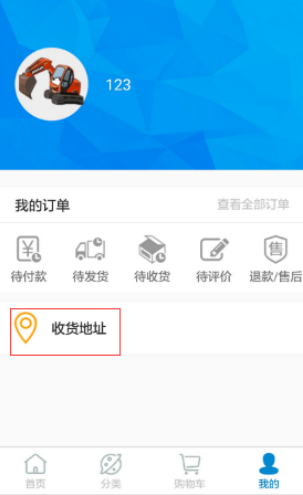 123
我的订单 查看全部订单
待付款 待发货 待收货 待评价 退款/售后
收货地址
首页 分类 购物车 我的